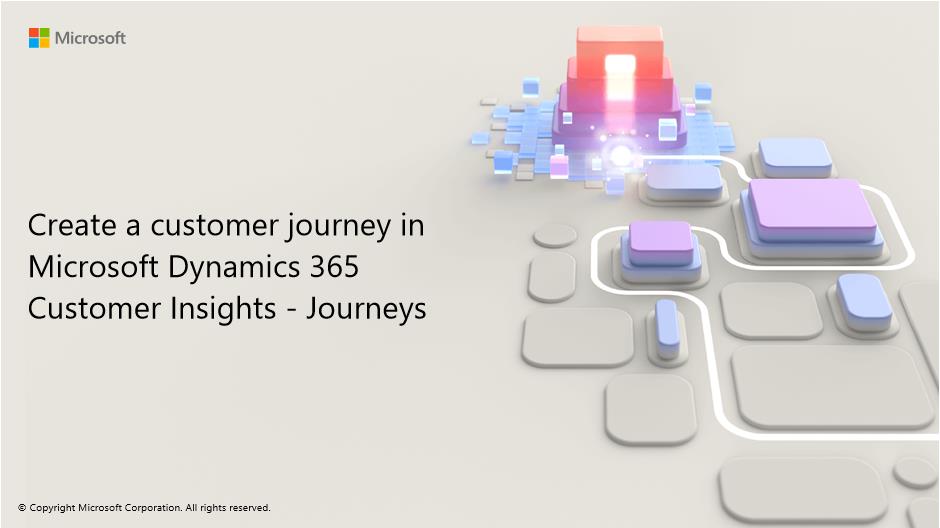 Microsoft
Create a customer journey in
Microsoft Dynamics 365
Customer Insights - Journeys
© Copyright Microsoft Corporation. All rights reserved.